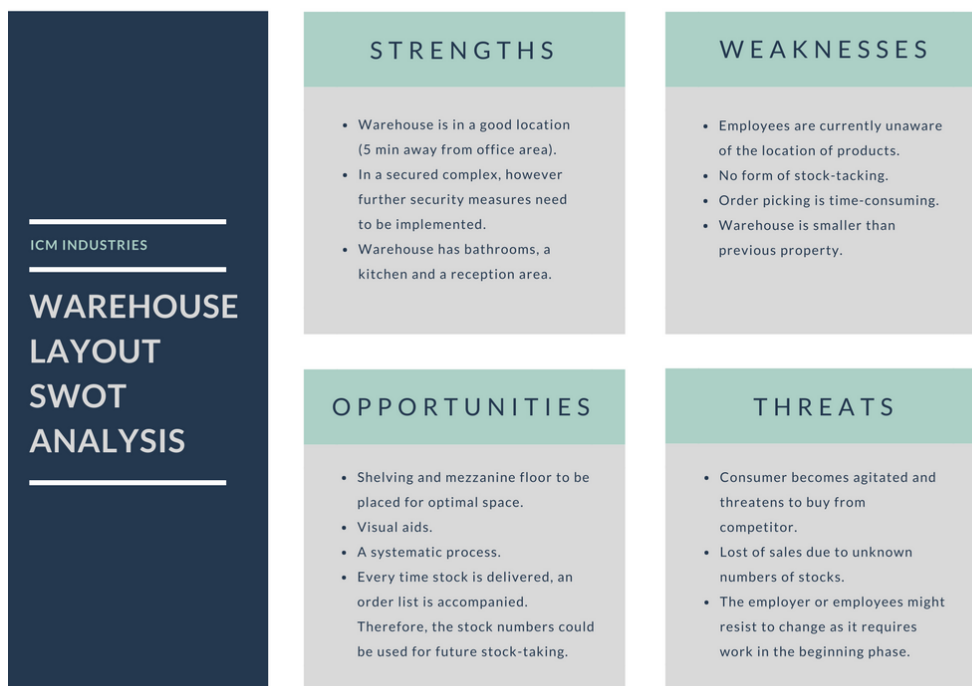 ICM INDUSTRIES
WAREHOUSE
LAYOUT
SWOT
ANALYSIS
STRENGTHS
• Warehouse is in a good location
(5 min away from office area).
• In a secured complex, however
further security measures need
to be implemented.
• Warehouse has bathrooms, a
kitchen and a reception area.
WEAKNESSES
• Employees are currently unaware
of the location of products.
• No form of stock-tacking.
• Order picking is time-consuming.
• Warehouse is smaller than
previous property.
OPPORTUNITIES
• Shelving and mezzanine floor to be
placed for optimal space.
• Visual aids.
• A systematic process.
• Every time stock is delivered, an
order list is accompanied.
Therefore, the stock numbers could
be used for future stock-taking.
THREATS
• Consumer becomes agitated and
threatens to buy from
competitor.
• Lost of sales due to unknown
numbers of stocks.
• The employer or employees might
resist to change as it requires
work in the beginning phase.